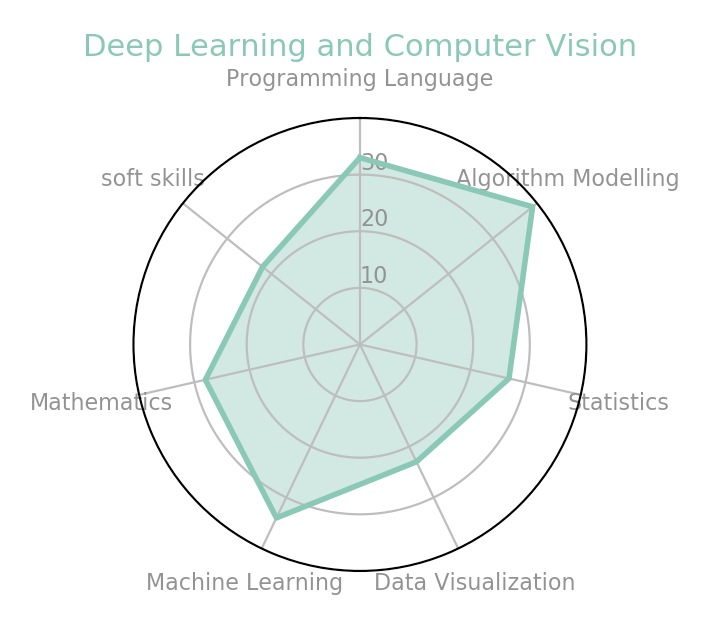 Deep Learning and Computer Vision
Programming Language
30
soft skills
Algorithm Modelling
20
10
Mathematics
Statistics
Machine Learning
Data Visualization